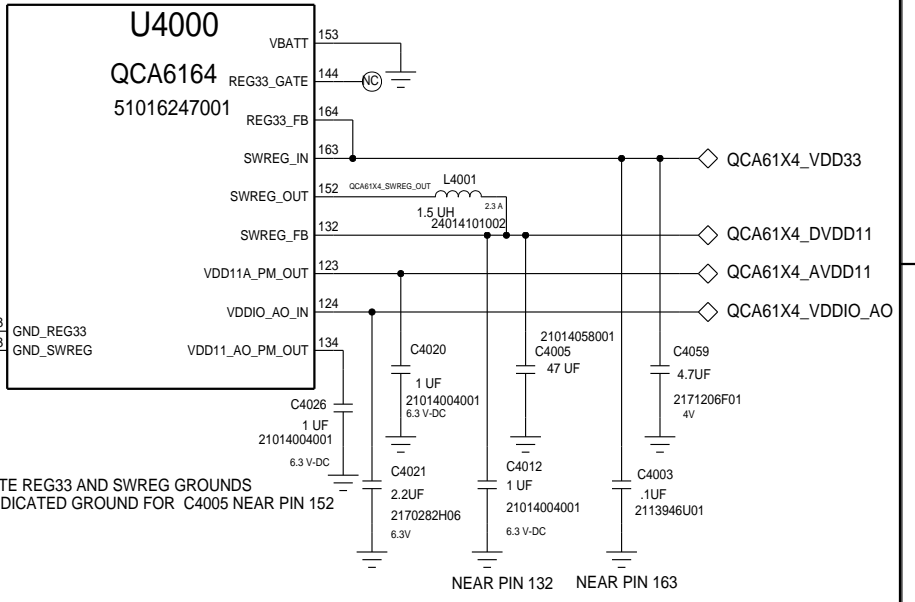 U4000
QCA6164
51016247001
VBATT 153
REG33_GATE 144 NC
REG33_FB 164
SWREG_IN 163 QCA61X4_VDD33
SWREG_OUT 152 QCA61X4_SWREG_OUT L4001
2.3 A
1.5 UH
24014101002
SWREG_FB 132 QCA61X4_DVDD11
VDD11A_PM_OUT 123 QCA61X4_AVDD11
VDDIO_AO_IN 124 QCA61X4_VDDIO_AO
VDD11_AO_PM_OUT 134
3 GND_REG33
3 GND_SWREG
C4020
1 UF
21014004001
6.3 V-DC
21014058001
C4005
47 UF
C4059
4.7UF
2171206F01
4V
C4026
1 UF
21014004001
6.3 V-DC
C4021
2.2UF
2170282H06
6.3V
C4012
1 UF
21014004001
6.3 V-DC
C4003
.1UF
2113946U01
TE REG33 AND SWREG GROUNDS
DICATED GROUND FOR C4005 NEAR PIN 152
NEAR PIN 132
NEAR PIN 163